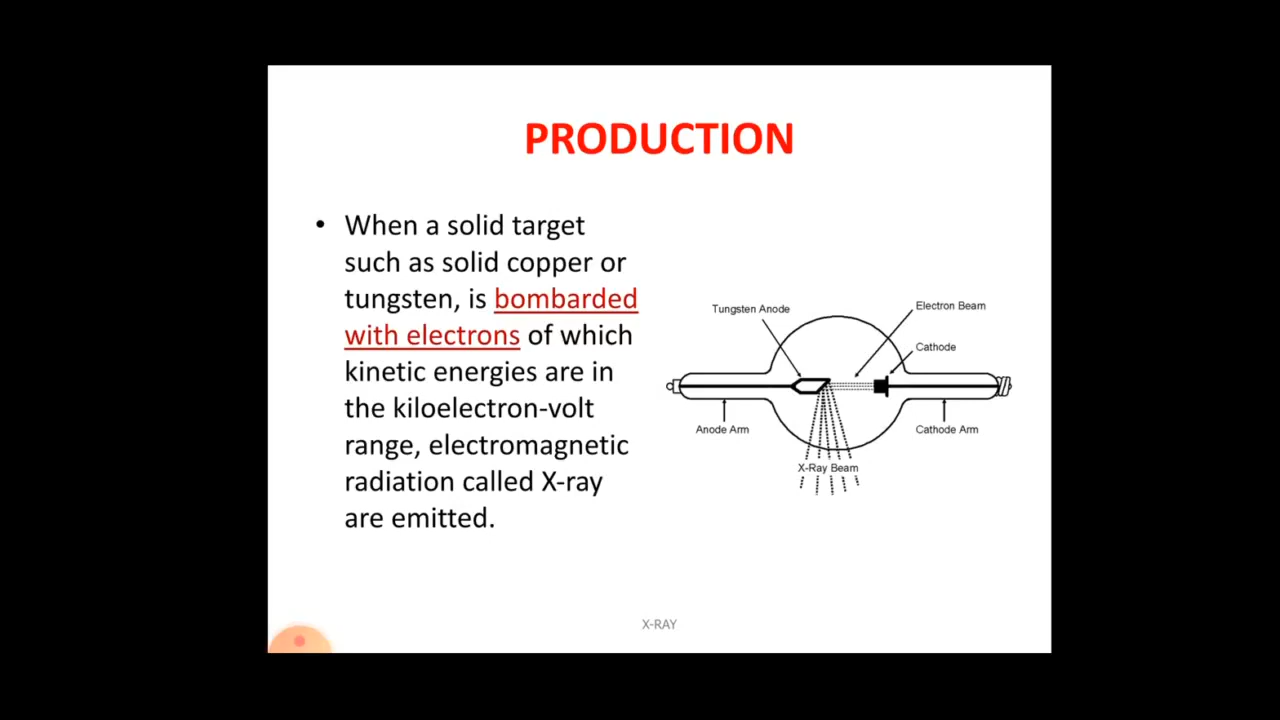 PRODUCTION
• When a solid target
such as solid copper or
tungsten, is bombarded
with electrons of which
kinetic energies are in
the kiloelectron-volt
range, electromagnetic
radiation called X-ray
are emitted.
Tungsten Anode
Electron Beam
Cathode
Anode Arm
Cathode Arm
X-Ray Beam
X-RAY